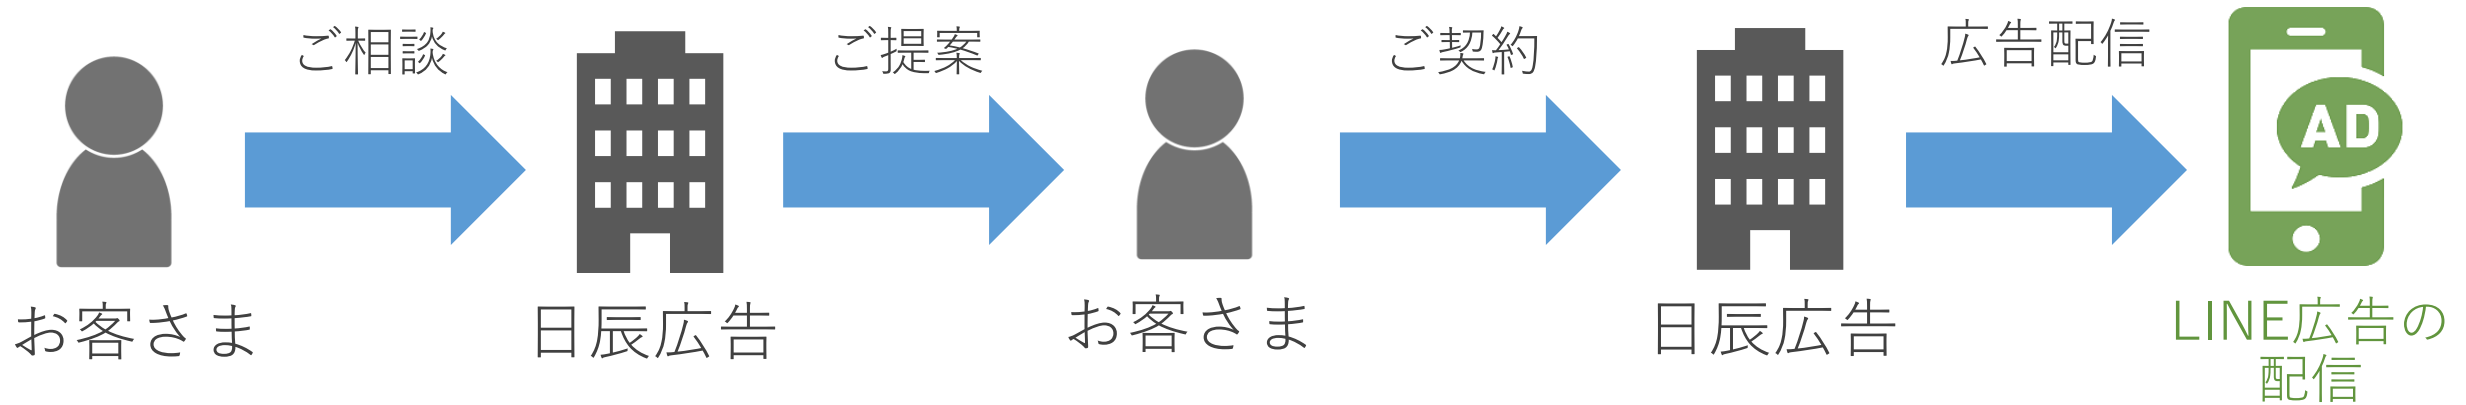 ご相談
ご提案
ご契約
広告配信
AD
お客さま
日辰広告
お客さま
日辰広告
LINE広告の
配信